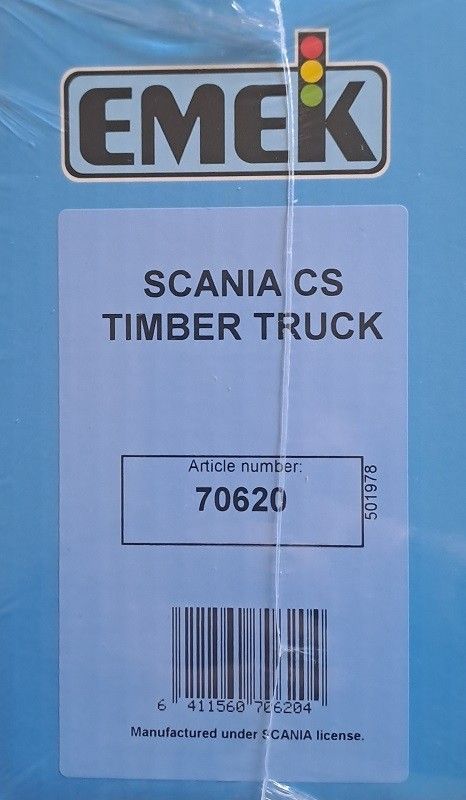 EMEK
SCANIA CS
TIMBER TRUCK
Article number:
70620
501978
6 411560 706204
Manufactured under SCANIA license.